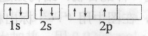 ↑↓ ↑↓ ↑↓ ↑
1s 2s 2p